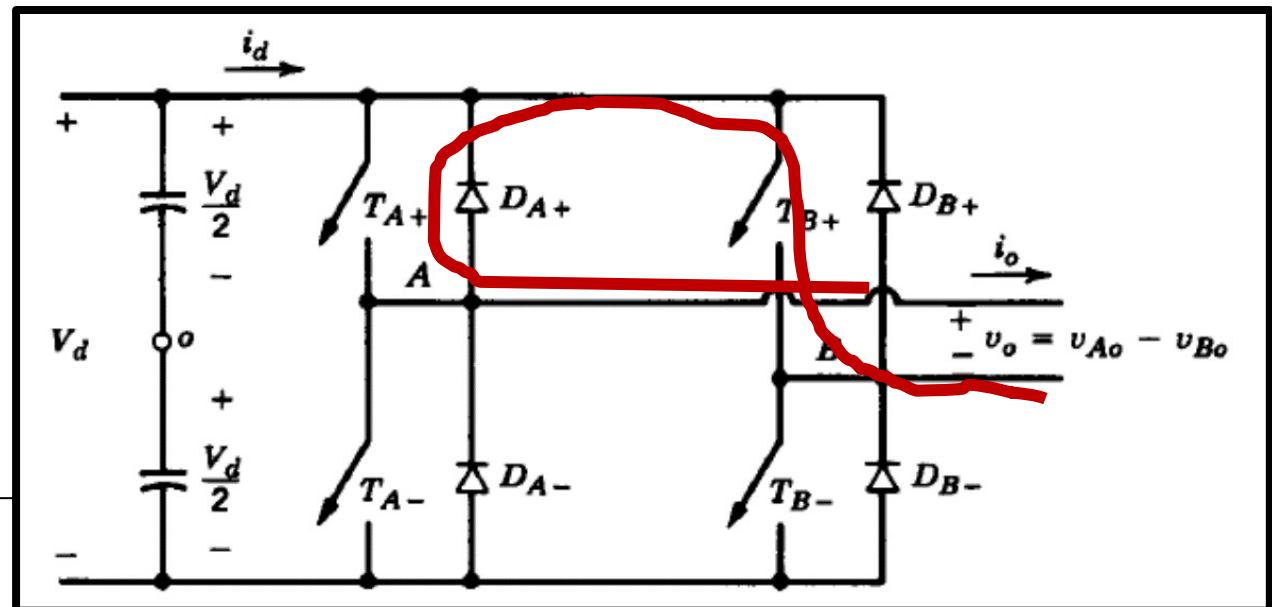 i_d
+
+
V_d/2
T_A+
D_A+
T_B+
D_B+
−
A
i_o
V_d
o
+
−
v_o = v_Ao − v_Bo
B
+
V_d/2
T_A−
D_A−
T_B−
D_B−
−
−